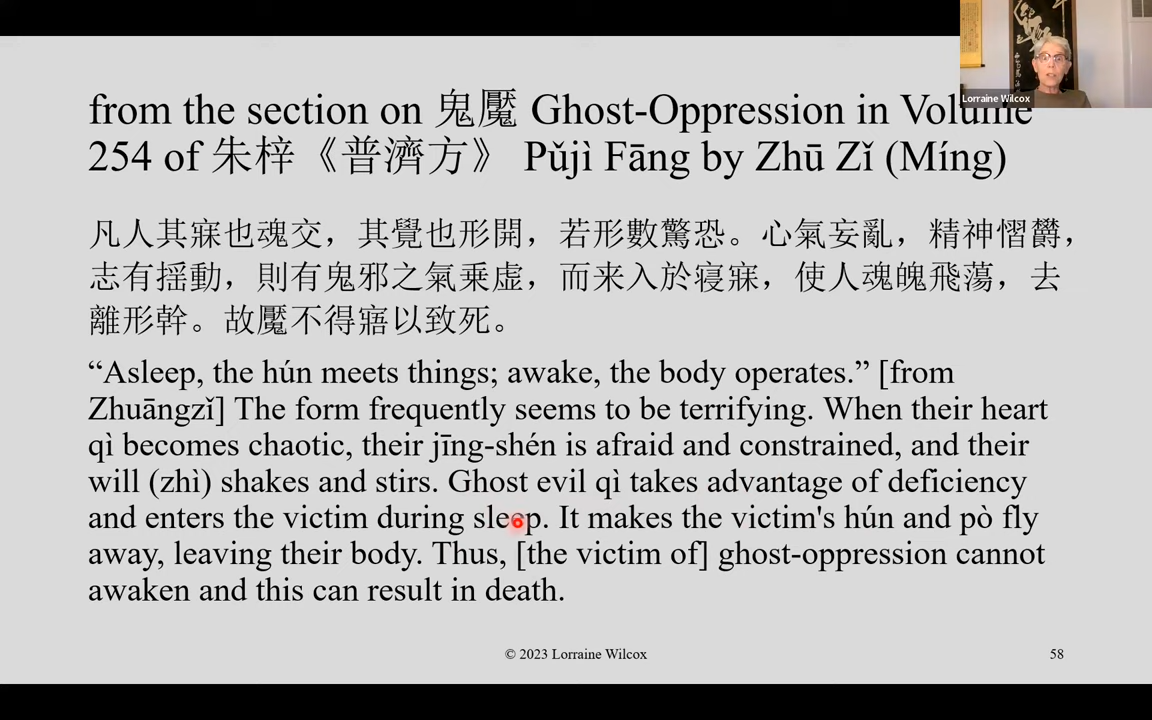 from the section on 鬼魘 Ghost-Oppression in Volume
254 of 朱梓《普濟方》 Pǔjì Fāng by Zhū Zǐ (Míng)
Lorraine Wilcox
凡人其寐也魂交，其覺也形開，若形數驚恐。心氣妄亂，精神慴鬱，
志有揺動，則有鬼邪之氣乗虚，而来入於寝寐，使人魂魄飛蕩，去
離形幹。故魘不得寤以致死。
“Asleep, the hún meets things; awake, the body operates.” [from
Zhuāngzǐ] The form frequently seems to be terrifying. When their heart
qì becomes chaotic, their jīng-shén is afraid and constrained, and their
will (zhì) shakes and stirs. Ghost evil qì takes advantage of deficiency
and enters the victim during sleep. It makes the victim's hún and pò fly
away, leaving their body. Thus, [the victim of] ghost-oppression cannot
awaken and this can result in death.
© 2023 Lorraine Wilcox
58